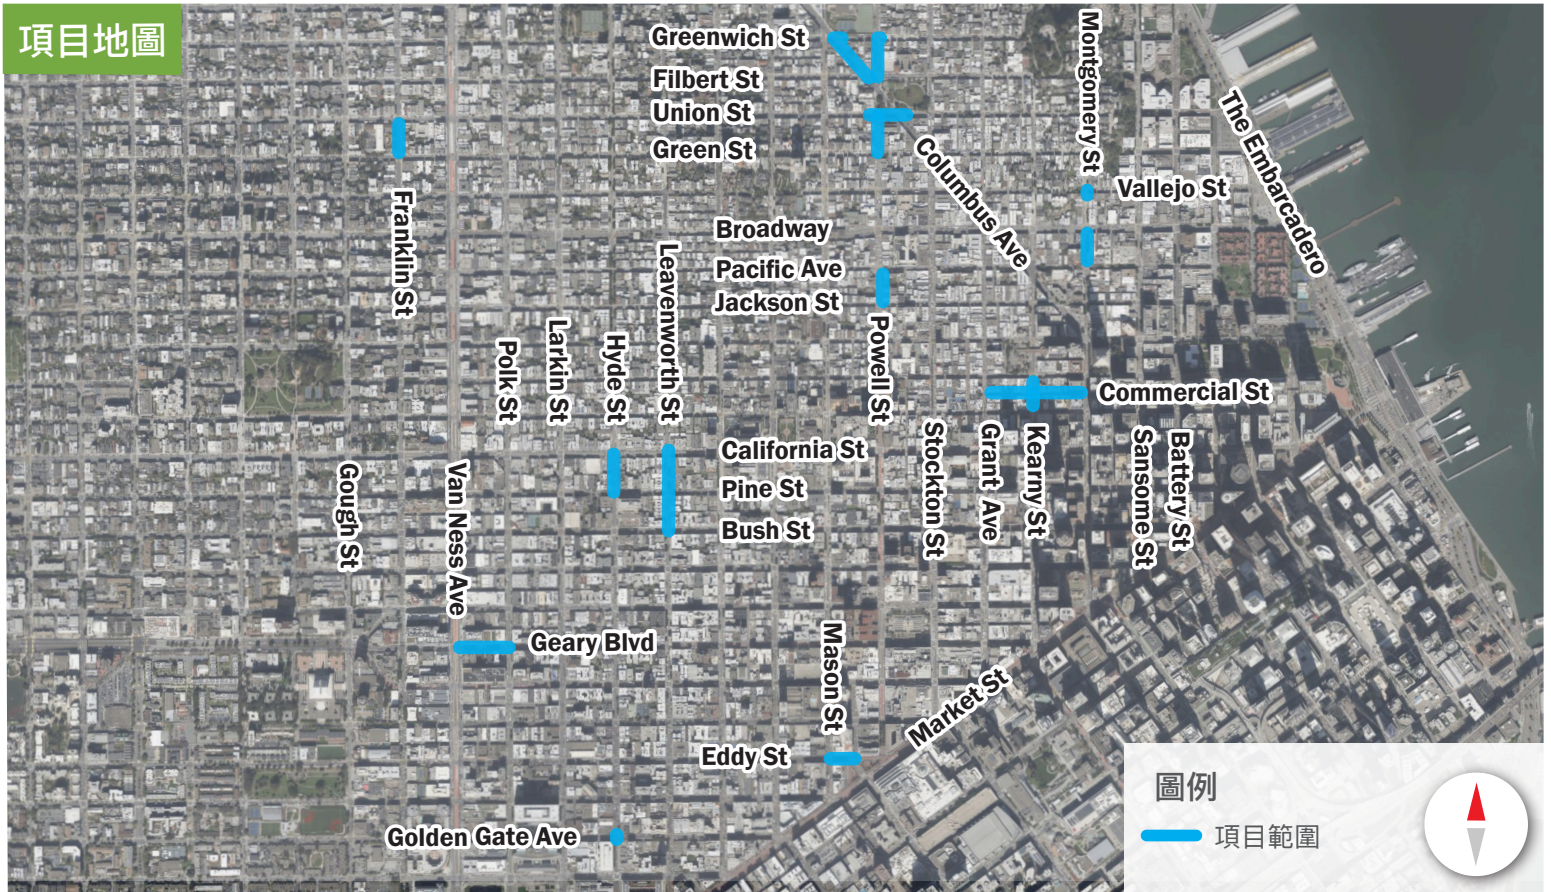 項目地圖
Greenwich St
Filbert St
Union St
Green St
Montgomery St
The Embarcadero
Columbus Ave
Vallejo St
Franklin St
Broadway
Pacific Ave
Jackson St
Leavenworth St
Powell St
Larkin St
Hyde St
Polk St
Commercial St
California St
Pine St
Bush St
Stockton St
Grant Ave
Kearny St
Sansome St
Battery St
Gough St
Van Ness Ave
Geary Blvd
Mason St
Market St
Eddy St
Golden Gate Ave
圖例
項目範圍